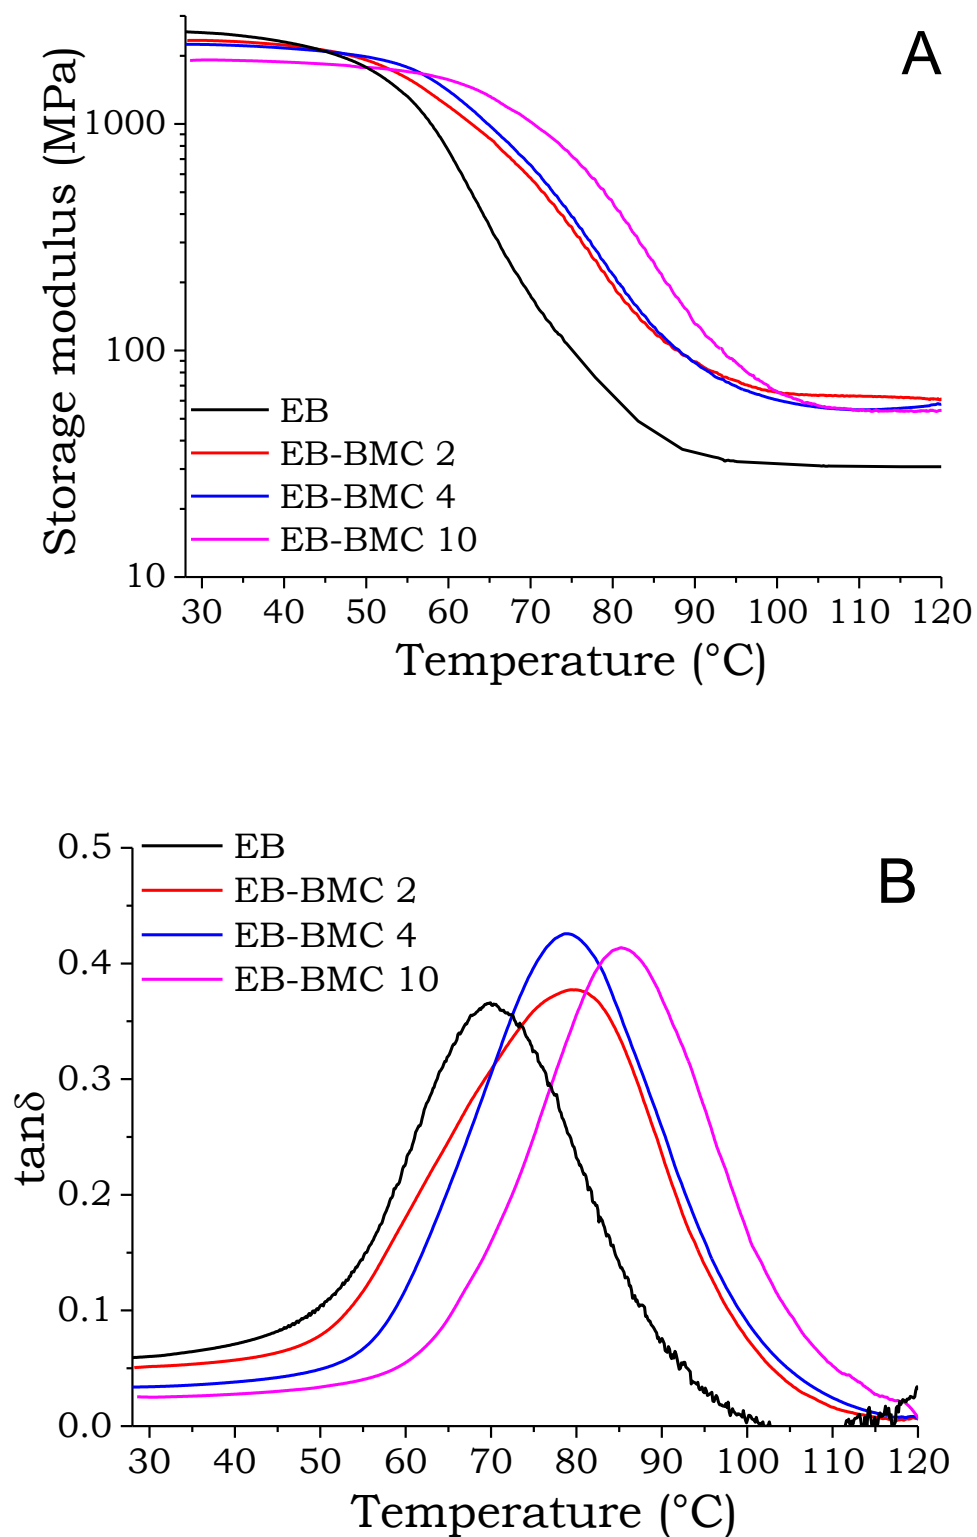 A
Storage modulus (MPa)
1000
100
10
EB
EB-BMC 2
EB-BMC 4
EB-BMC 10
30 40 50 60 70 80 90 100 110 120
Temperature (°C)
B
tanδ
0.5
0.4
0.3
0.2
0.1
0.0
EB
EB-BMC 2
EB-BMC 4
EB-BMC 10
30 40 50 60 70 80 90 100 110 120
Temperature (°C)